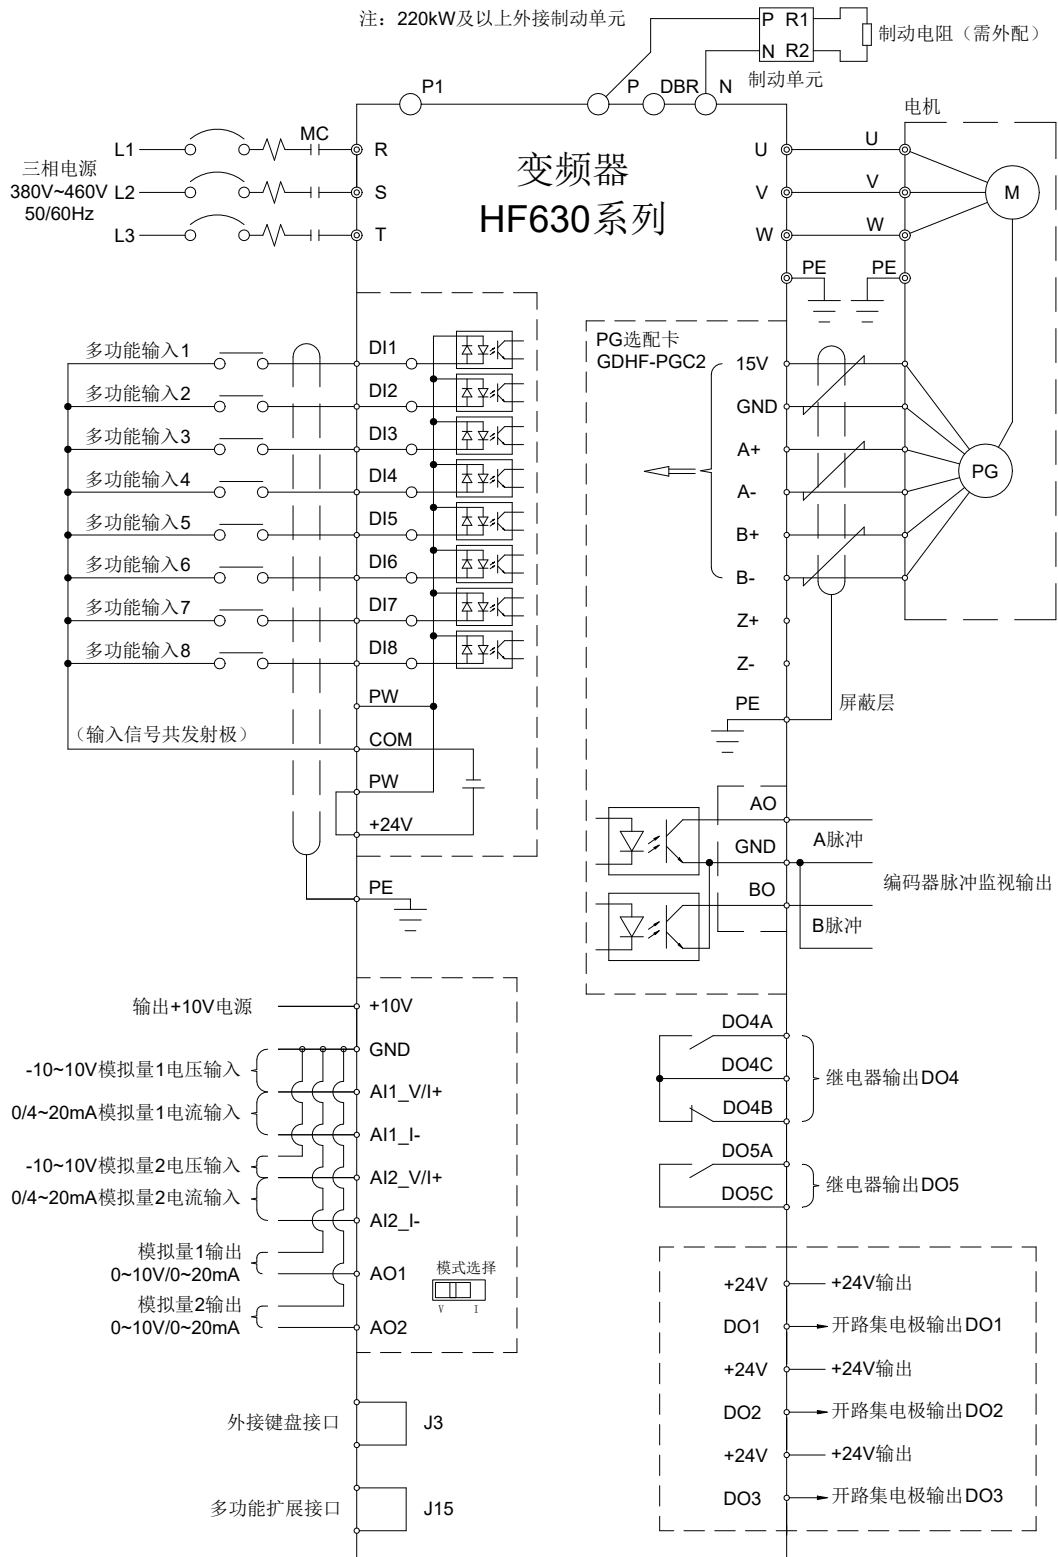 注：220kW及以上外接制动单元
P R1
N R2
制动电阻（需外配）
制动单元
P1
P
DBR
N
电机
三相电源
380V~460V
50/60Hz
L1
L2
L3
MC
R
S
T
变频器
HF630系列
U
V
W
U
V
W
M
PE
PE
多功能输入1
DI1
多功能输入2
DI2
多功能输入3
DI3
多功能输入4
DI4
多功能输入5
DI5
多功能输入6
DI6
多功能输入7
DI7
多功能输入8
DI8
PW
（输入信号共发射极）
COM
PW
+24V
PE
PG选配卡
GDHF-PGC2
15V
GND
A+
A-
B+
B-
Z+
Z-
PE
PG
屏蔽层
AO
GND
BO
A脉冲
B脉冲
编码器脉冲监视输出
输出+10V电源
+10V
GND
-10~10V模拟量1电压输入
AI1_V/I+
0/4~20mA模拟量1电流输入
AI1_I-
-10~10V模拟量2电压输入
AI2_V/I+
0/4~20mA模拟量2电流输入
AI2_I-
模拟量1输出
0~10V/0~20mA
AO1
模拟量2输出
0~10V/0~20mA
AO2
模式选择
V I
DO4A
DO4C
DO4B
继电器输出DO4
DO5A
DO5C
继电器输出DO5
+24V
+24V输出
DO1
开路集电极输出DO1
+24V
+24V输出
DO2
开路集电极输出DO2
+24V
+24V输出
DO3
开路集电极输出DO3
外接键盘接口
J3
多功能扩展接口
J15